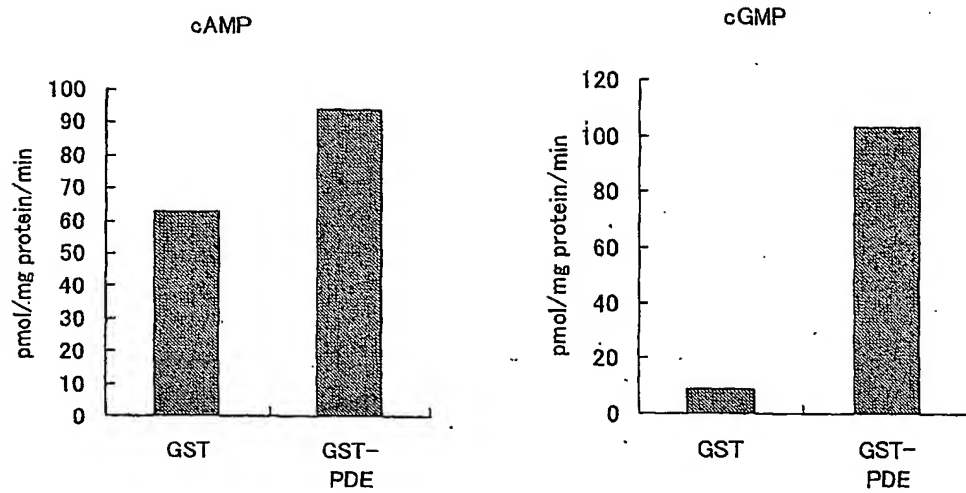 cAMP
pmol/mg protein/min
100
90
80
70
60
50
40
30
20
10
0
GST
GST-
PDE
cGMP
pmol/mg protein/min
120
100
80
60
40
20
0
GST
GST-
PDE